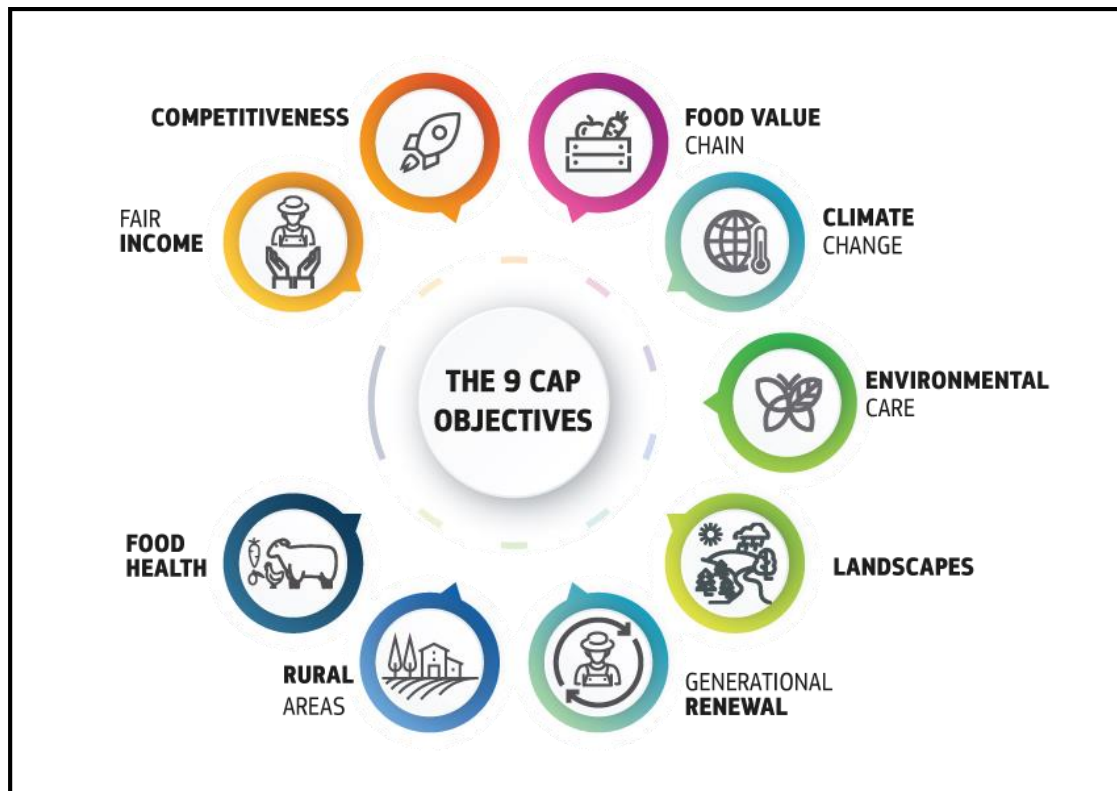 COMPETITIVENESS
FOOD VALUE
CHAIN
FAIR
INCOME
CLIMATE
CHANGE
THE 9 CAP
OBJECTIVES
ENVIRONMENTAL
CARE
FOOD
HEALTH
LANDSCAPES
RURAL
AREAS
GENERATIONAL
RENEWAL